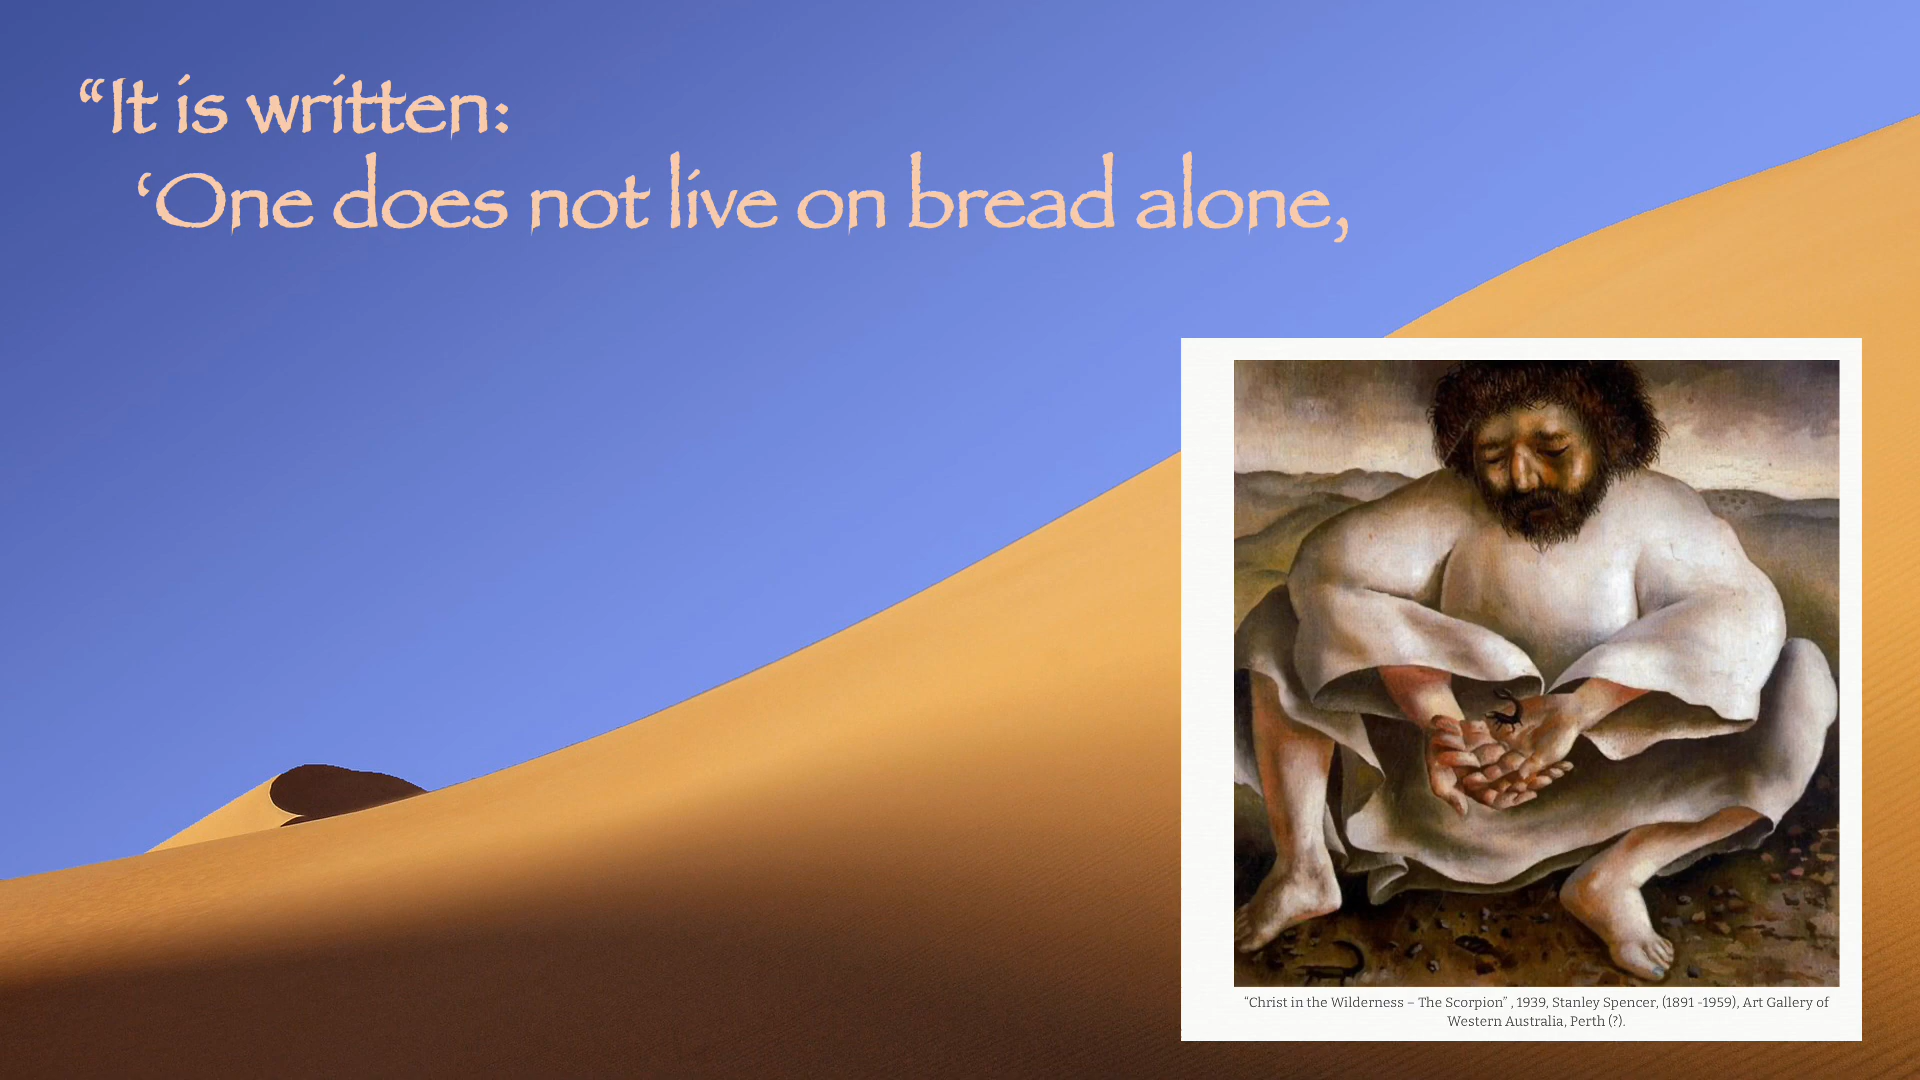 “It is written:
‘One does not live on bread alone,
“Christ in the Wilderness – The Scorpion” , 1939, Stanley Spencer, (1891 -1959), Art Gallery of
Western Australia, Perth (?).